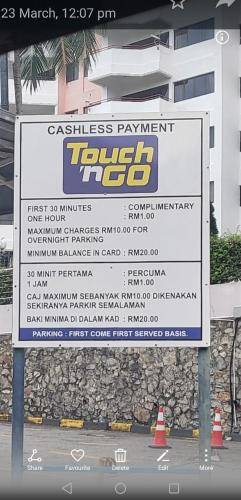 23 March, 12:07 pm
CASHLESS PAYMENT
Touch
'n GO
FIRST 30 MINUTES : COMPLIMENTARY
ONE HOUR : RM1.00
MAXIMUM CHARGES RM10.00 FOR
OVERNIGHT PARKING
MINIMUM BALANCE IN CARD : RM20.00
30 MINIT PERTAMA : PERCUMA
1 JAM : RM1.00
CAJ MAXIMUM SEBANYAK RM10.00 DIKENAKAN
SEKIRANYA PARKIR SEMALAMAN
BAKI MINIMA DI DALAM KAD : RM20.00
PARKING : FIRST COME FIRST SERVED BASIS.
Share Favourite Delete Edit More